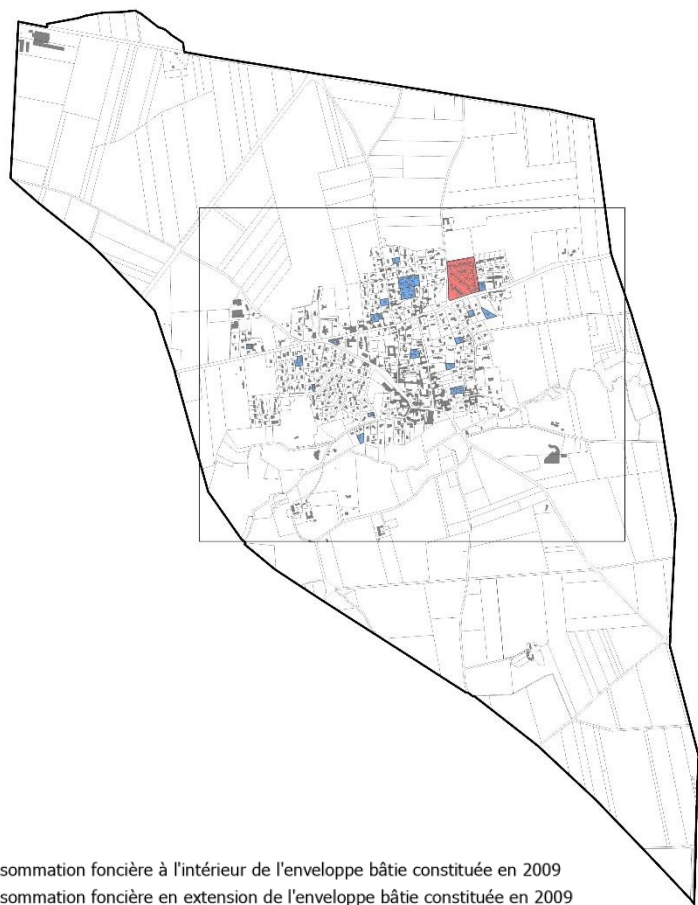 sommation foncière à l'intérieur de l'enveloppe bâtie constituée en 2009
sommation foncière en extension de l'enveloppe bâtie constituée en 2009